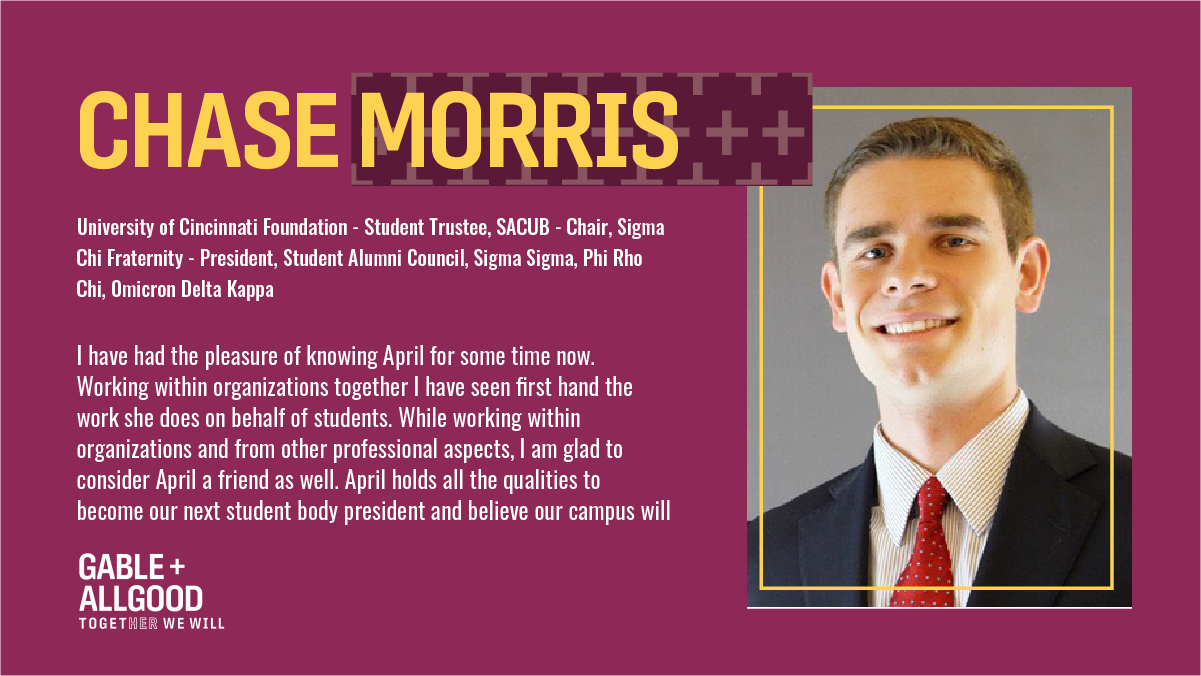 CHASE MORRIS ++
University of Cincinnati Foundation - Student Trustee, SACUB - Chair, Sigma
Chi Fraternity - President, Student Alumni Council, Sigma Sigma, Phi Rho
Chi, Omicron Delta Kappa
I have had the pleasure of knowing April for some time now.
Working within organizations together I have seen first hand the
work she does on behalf of students. While working within
organizations and from other professional aspects, I am glad to
consider April a friend as well. April holds all the qualities to
become our next student body president and believe our campus will
GABLE +
ALLGOOD
TOGETHER WE WILL